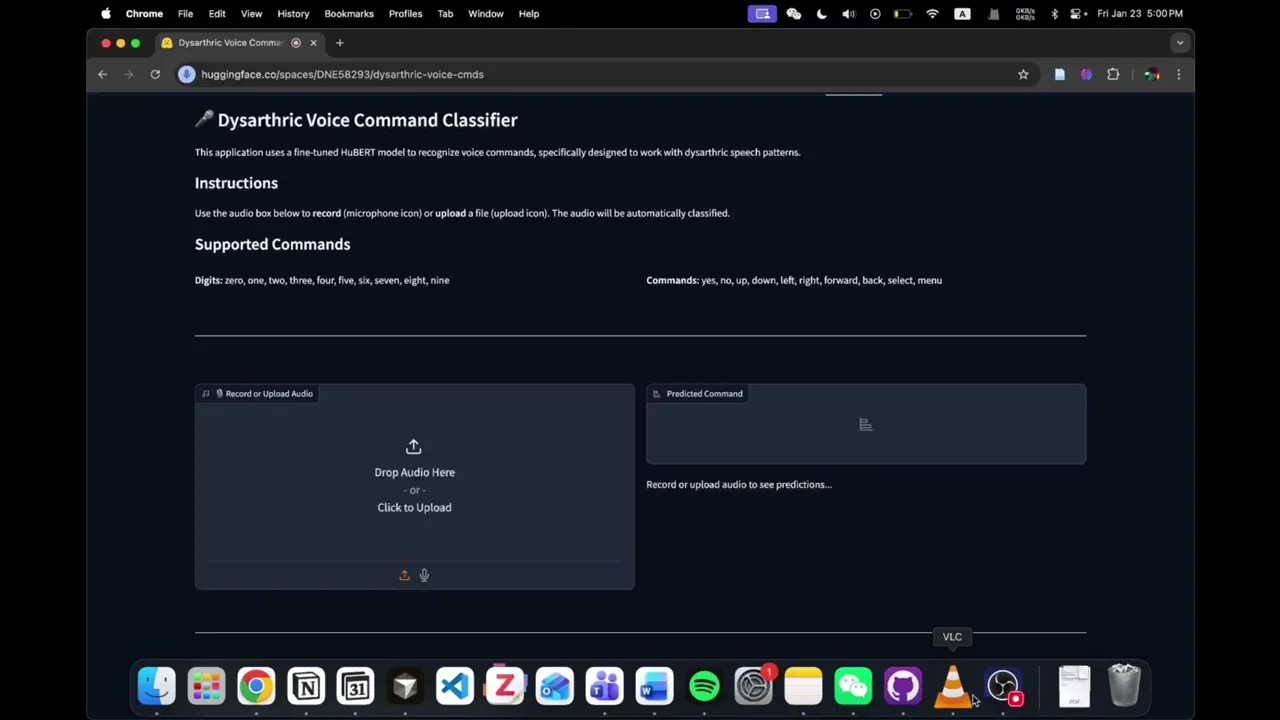 Chrome File Edit View History Bookmarks Profiles Tab Window Help
A 0KB/s 0KB/s Fri Jan 23 5:00 PM
Dysarthric Voice Comma
huggingface.co/spaces/DNE58293/dysarthric-voice-cmds
Dysarthric Voice Command Classifier
This application uses a fine-tuned HuBERT model to recognize voice commands, specifically designed to work with dysarthric speech patterns.
Instructions
Use the audio box below to record (microphone icon) or upload a file (upload icon). The audio will be automatically classified.
Supported Commands
Digits: zero, one, two, three, four, five, six, seven, eight, nine
Commands: yes, no, up, down, left, right, forward, back, select, menu
Record or Upload Audio
Drop Audio Here
- or -
Click to Upload
Predicted Command
Record or upload audio to see predictions...
VLC
N 31 Z 1
PDF